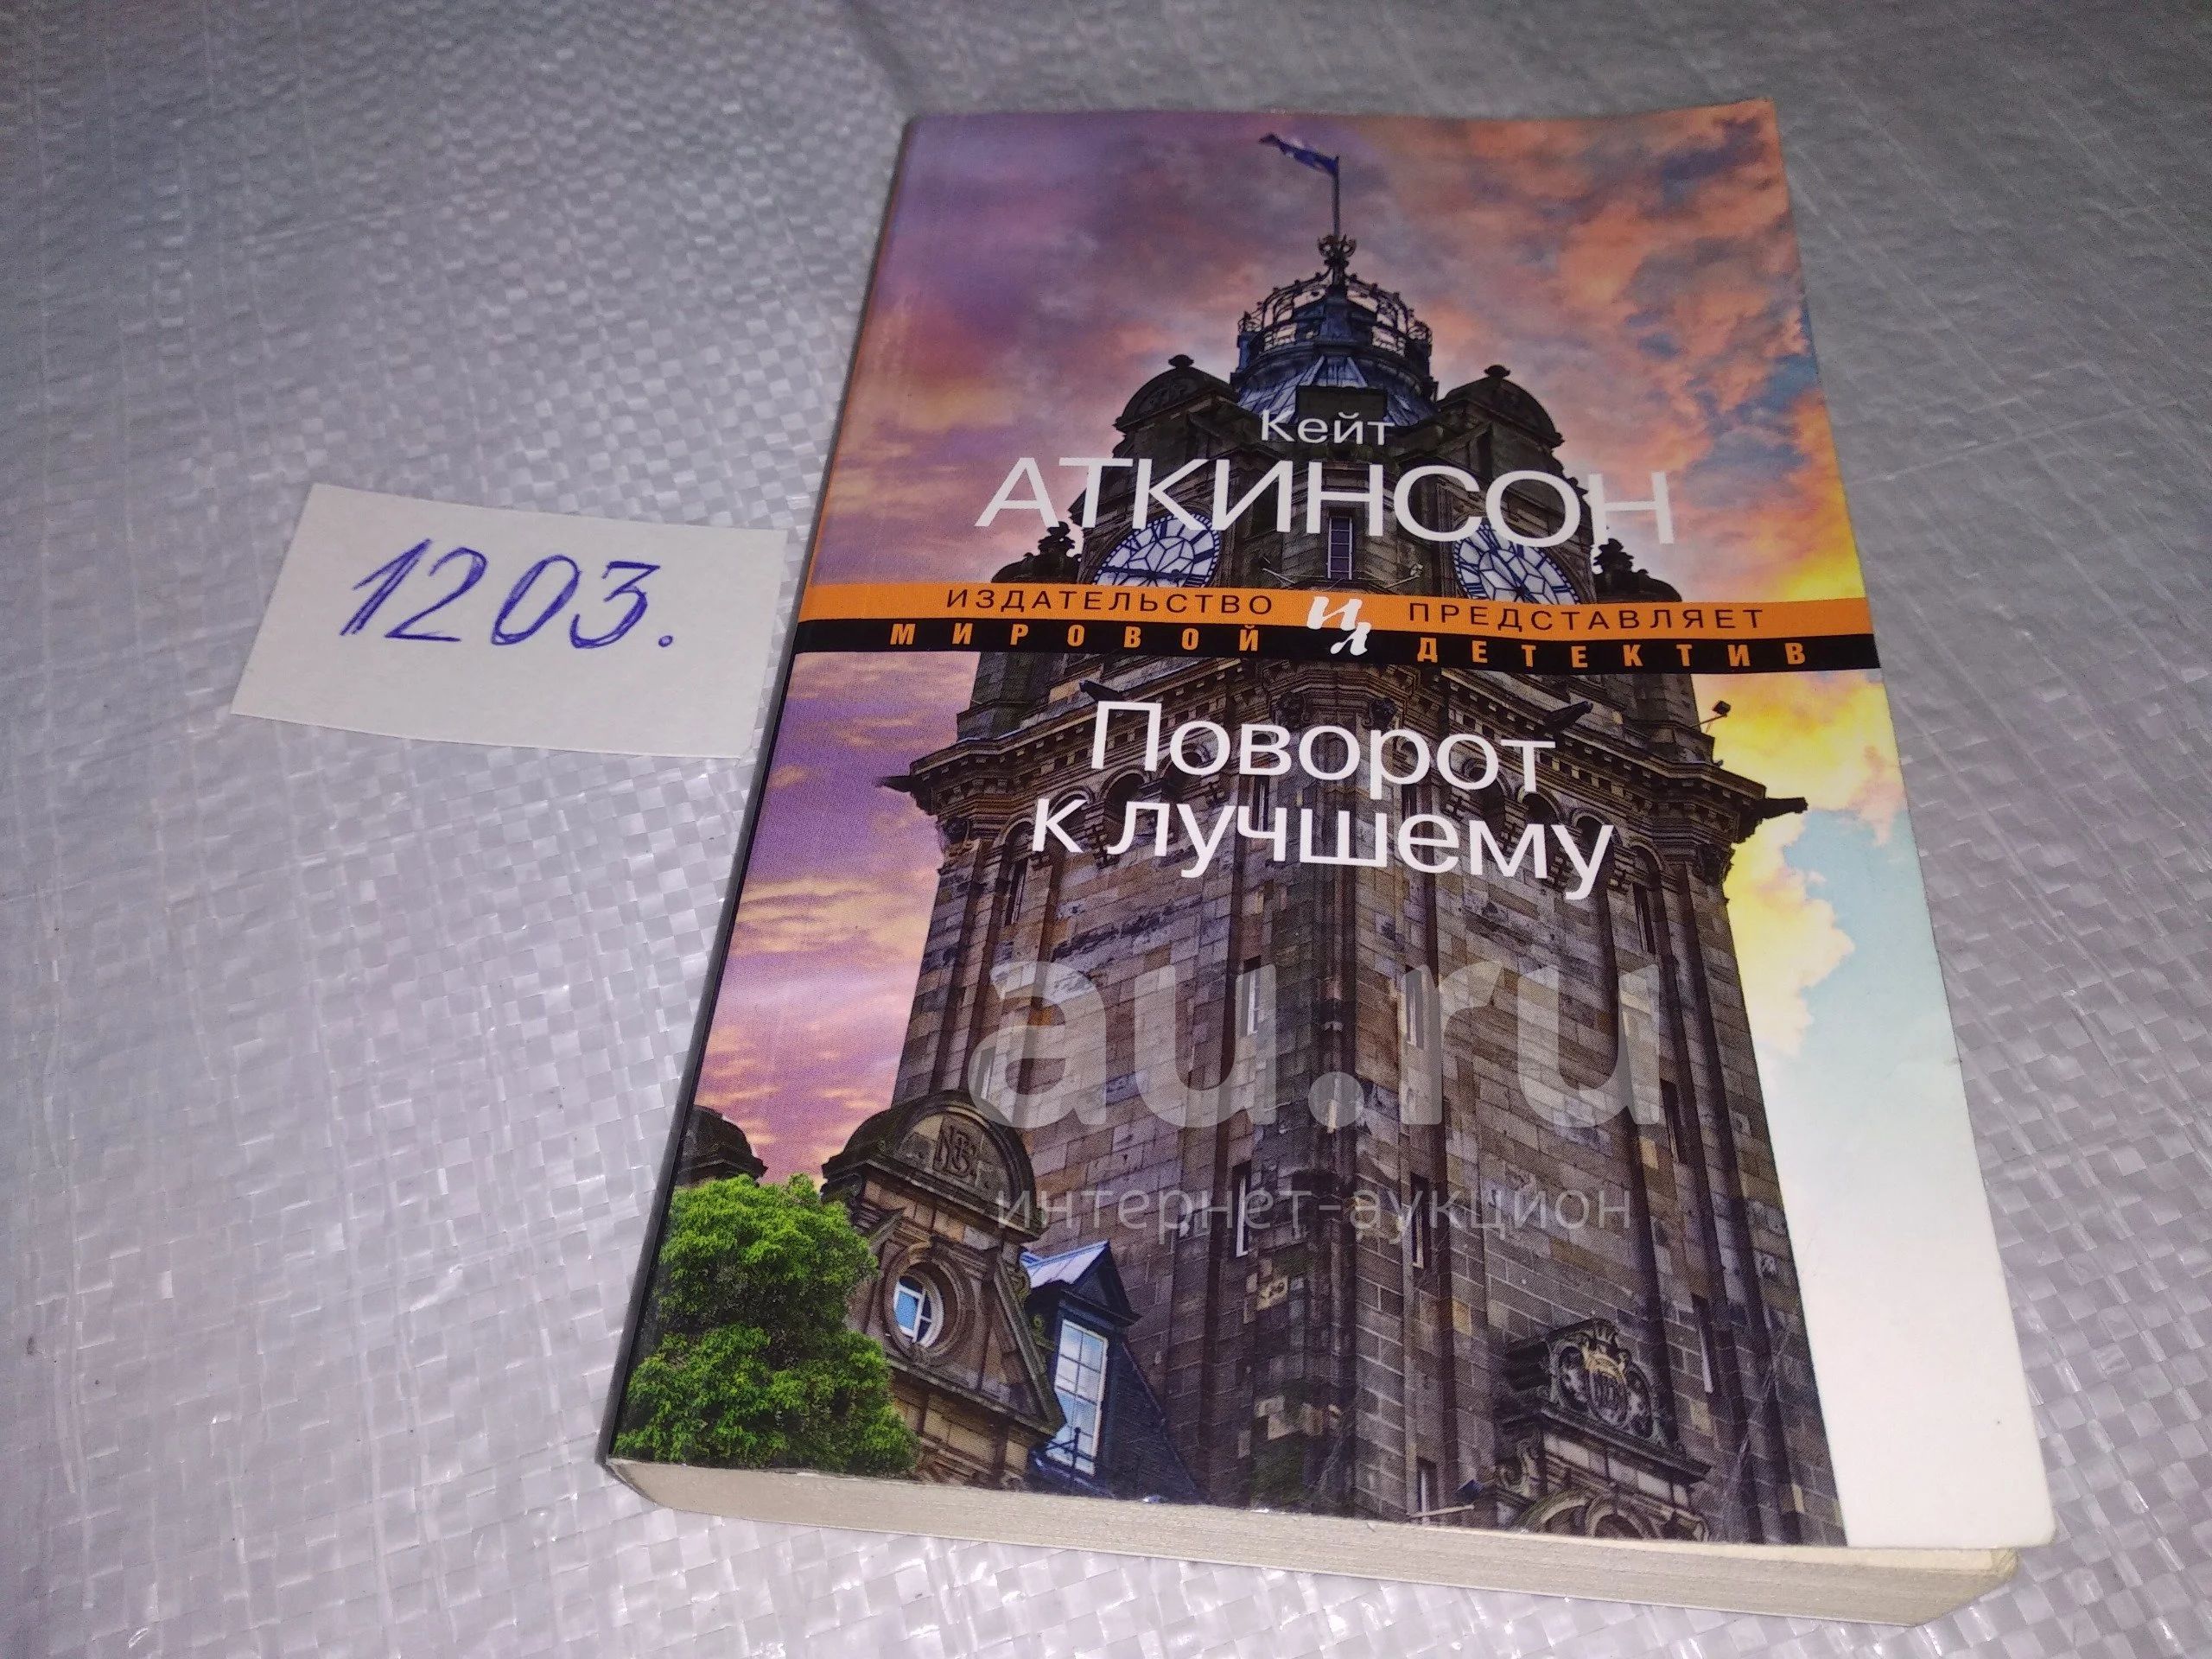 1203.
Кейт
АТКИНСОН
ИЗДАТЕЛЬСТВО ИЛ ПРЕДСТАВЛЯЕТ
МИРОВОЙ ДЕТЕКТИВ
Поворот
к лучшему
au.ru
интернет-аукцион